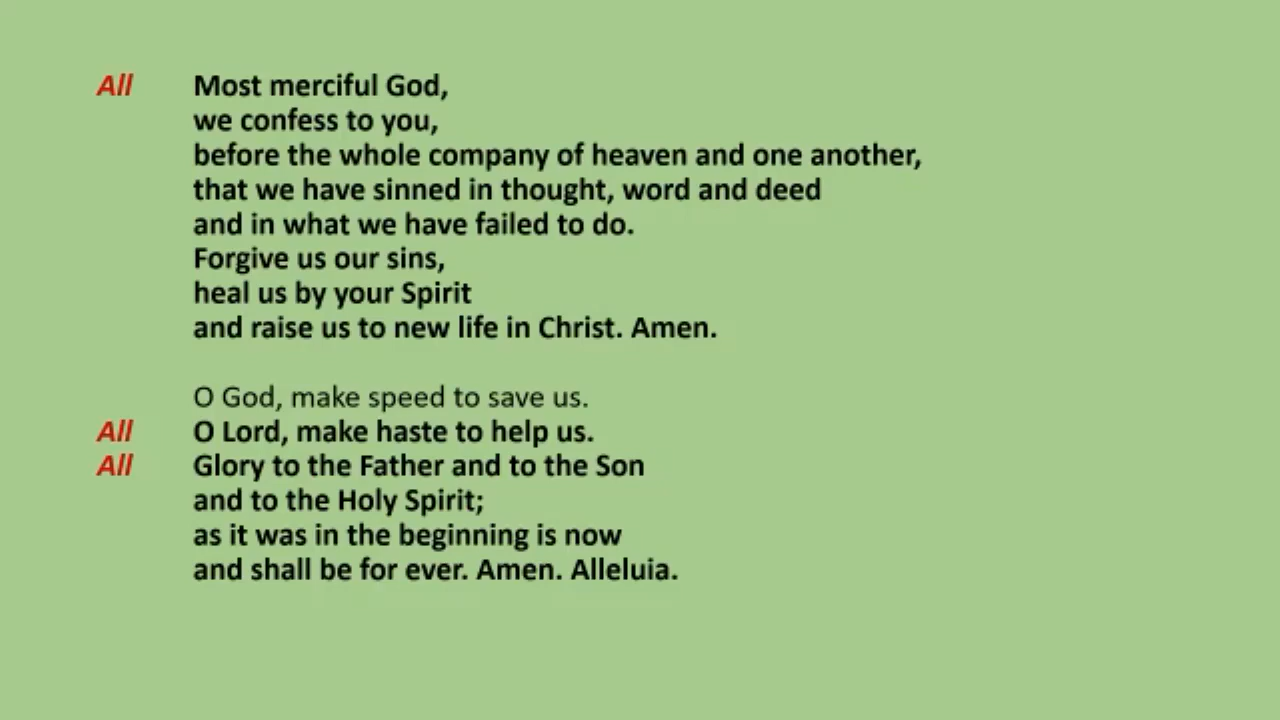 All Most merciful God,
we confess to you,
before the whole company of heaven and one another,
that we have sinned in thought, word and deed
and in what we have failed to do.
Forgive us our sins,
heal us by your Spirit
and raise us to new life in Christ. Amen.
O God, make speed to save us.
All O Lord, make haste to help us.
All Glory to the Father and to the Son
and to the Holy Spirit;
as it was in the beginning is now
and shall be for ever. Amen. Alleluia.